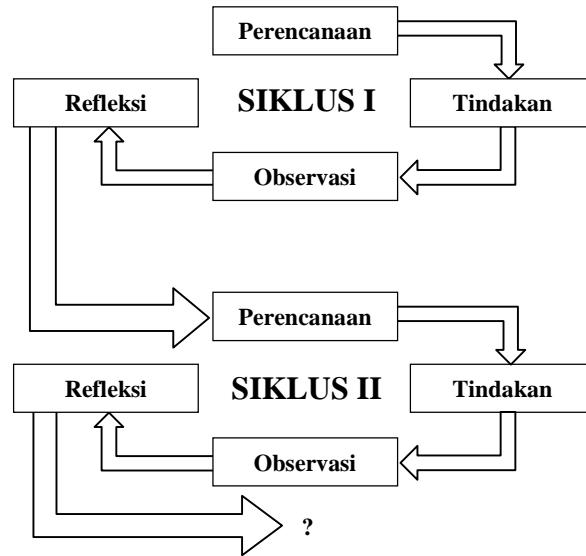 Perencanaan
Refleksi
SIKLUS I
Tindakan
Observasi
Perencanaan
Refleksi
SIKLUS II
Tindakan
Observasi
?